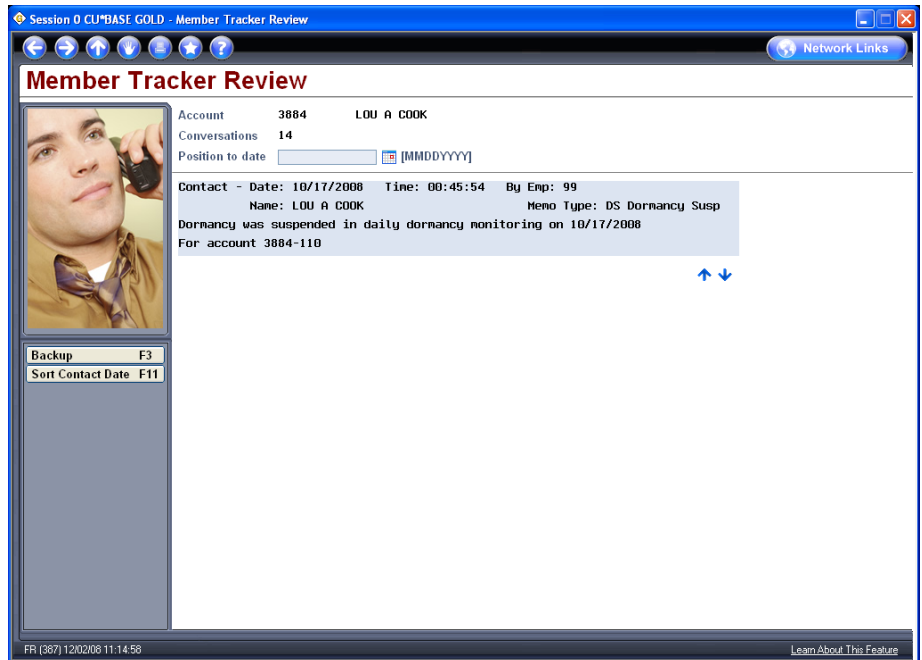 Session 0 CU*BASE GOLD - Member Tracker Review
Network Links
Member Tracker Review
Account 3884 LOU A COOK
Conversations 14
Position to date [MMDDYYYY]
Contact - Date: 10/17/2008 Time: 00:45:54 By Emp: 99
Name: LOU A COOK Memo Type: DS Dormancy Susp
Dormancy was suspended in daily dormancy monitoring on 10/17/2008
For account 3884-110
Backup F3
Sort Contact Date F11
FR (387) 12/02/08 11:14:58
Learn About This Feature